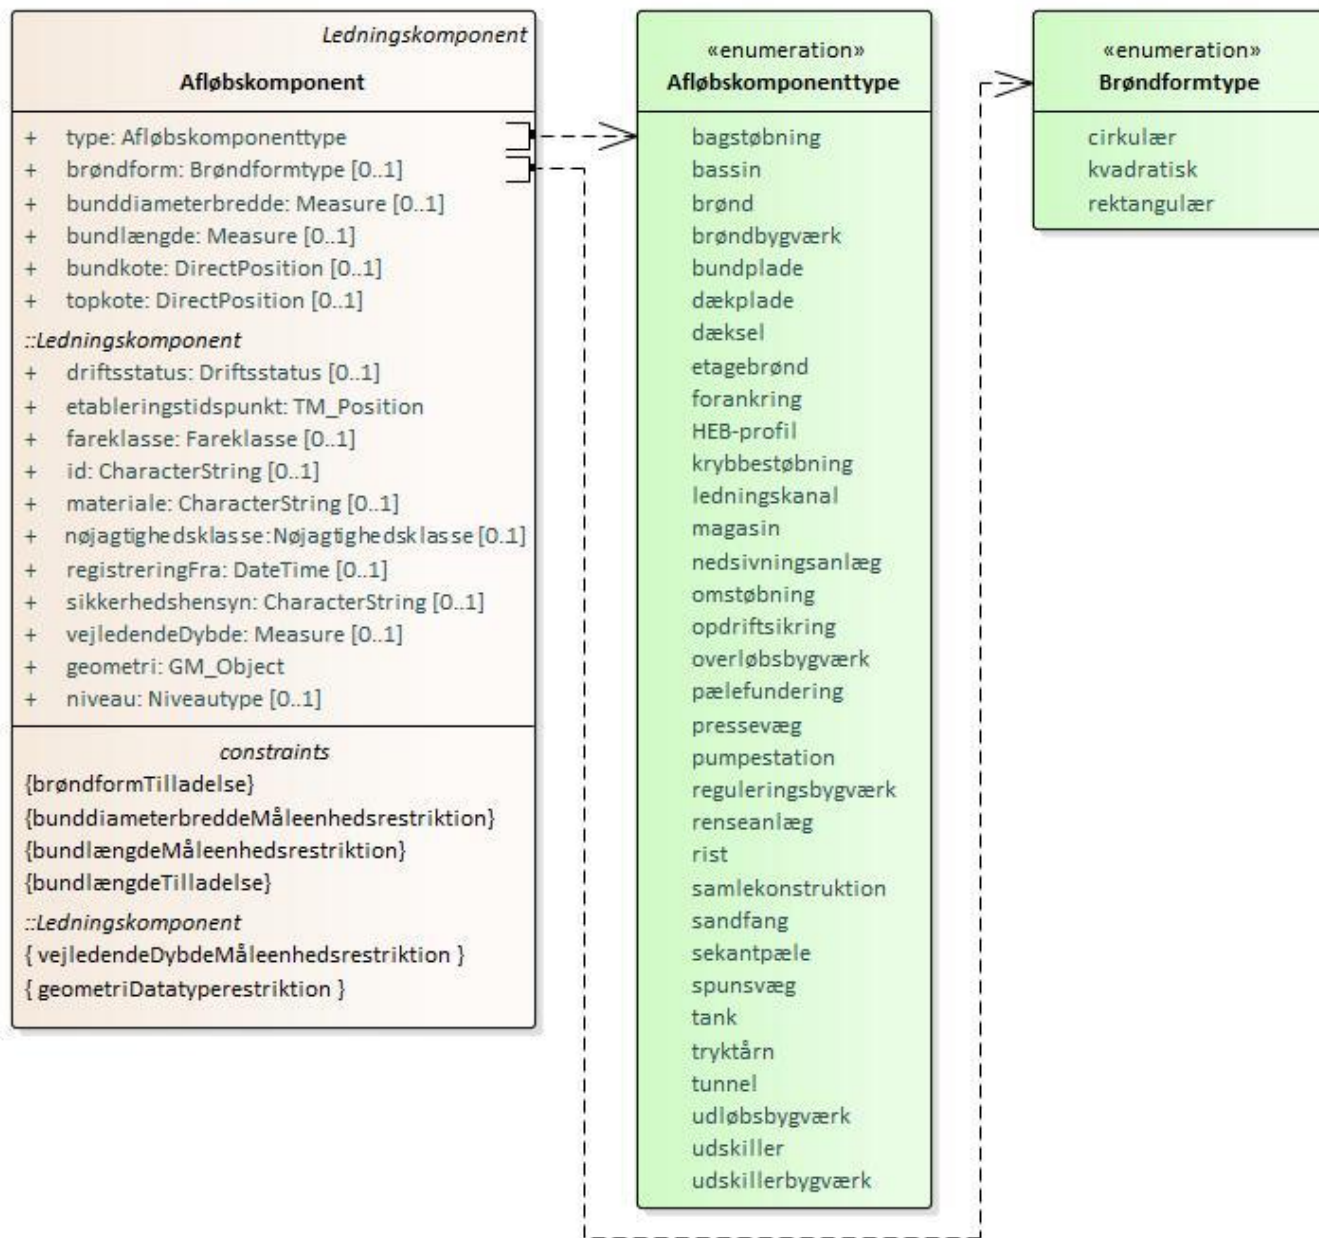 Ledningskomponent
Afløbskomponent
+ type: Afløbskomponenttype
+ brøndform: Brøndformtype [0..1]
+ bunddiameterbredde: Measure [0..1]
+ bundlængde: Measure [0..1]
+ bundkote: DirectPosition [0..1]
+ topkote: DirectPosition [0..1]
::Ledningskomponent
+ driftsstatus: Driftsstatus [0..1]
+ etableringstidspunkt: TM_Position
+ fareklasse: Fareklasse [0..1]
+ id: CharacterString [0..1]
+ materiale: CharacterString [0..1]
+ nøjagtighedsklasse:Nøjagtighedsklasse [0.1]
+ registreringFra: DateTime [0..1]
+ sikkerhedshensyn: CharacterString [0..1]
+ vejledendeDybde: Measure [0..1]
+ geometri: GM_Object
+ niveau: Niveautype [0..1]
constraints
{brøndformTilladelse}
{bunddiameterbreddeMåleenhedsrestriktion}
{bundlængdeMåleenhedsrestriktion}
{bundlængdeTilladelse}
::Ledningskomponent
{ vejledendeDybdeMåleenhedsrestriktion }
{ geometriDatatyperestriktion }
«enumeration»
Afløbskomponenttype
bagstøbning
bassin
brønd
brøndbygværk
bundplade
dækplade
dæksel
etagebrønd
forankring
HEB-profil
krybbestøbning
ledningskanal
magasin
nedsivningsanlæg
omstøbning
opdriftsikring
overløbsbygværk
pælefundering
pressevæg
pumpestation
reguleringsbygværk
renseanlæg
rist
samlekonstruktion
sandfang
sekantpæle
spunsvæg
tank
tryktårn
tunnel
udløbsbygværk
udskiller
udskillerbygværk
«enumeration»
Brøndformtype
cirkulær
kvadratisk
rektangulær